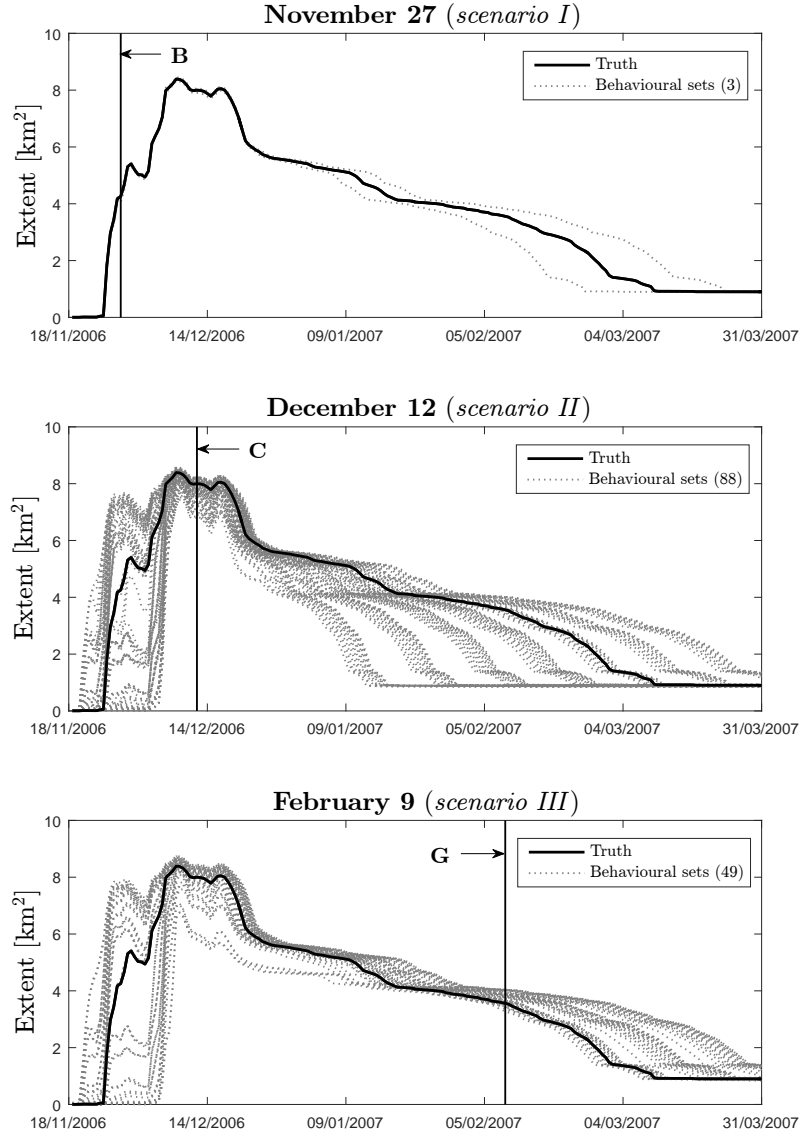 November 27 (scenario I)
B
Truth
Behavioural sets (3)
Extent [km²]
10
8
6
4
2
0
18/11/2006 14/12/2006 09/01/2007 05/02/2007 04/03/2007 31/03/2007
December 12 (scenario II)
C
Truth
Behavioural sets (88)
Extent [km²]
10
8
6
4
2
0
18/11/2006 14/12/2006 09/01/2007 05/02/2007 04/03/2007 31/03/2007
February 9 (scenario III)
G
Truth
Behavioural sets (49)
Extent [km²]
10
8
6
4
2
0
18/11/2006 14/12/2006 09/01/2007 05/02/2007 04/03/2007 31/03/2007